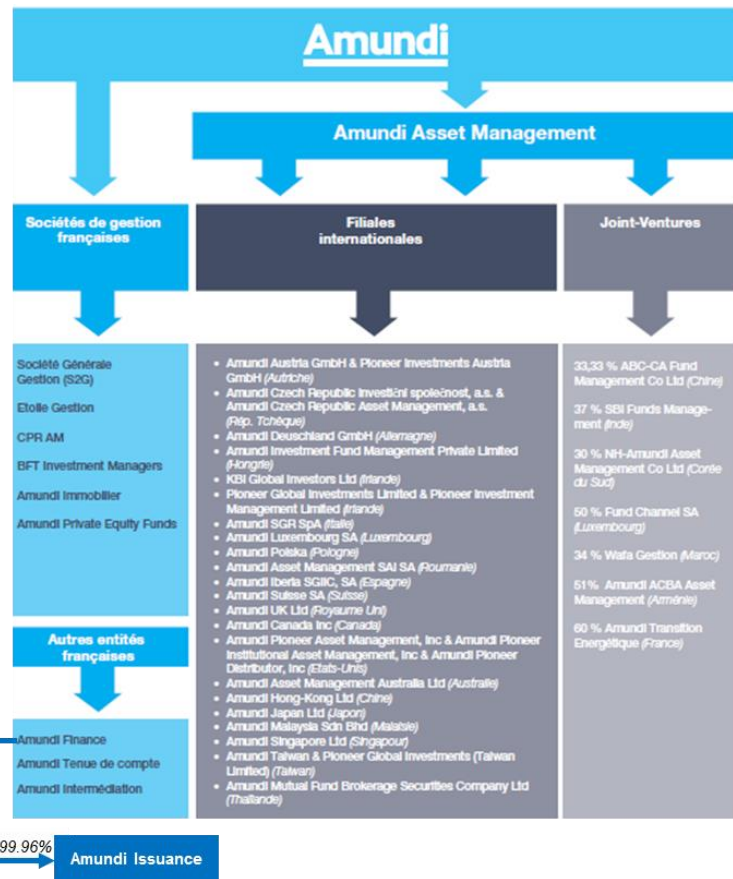 Amundi
Amundi Asset Management
Sociétés de gestion
françaises
Filiales
internationales
Joint-Ventures
Société Générale
Gestion (S2G)
Etoile Gestion
CPR AM
BFT Investment Managers
Amundi Immobilier
Amundi Private Equity Funds
Autres entités
françaises
Amundi Finance
Amundi Tenue de compte
Amundi Intermédiation
• Amundi Austria GmbH & Pioneer Investments Austria
GmbH (Autriche)
• Amundi Czech Republic Investiční společnost, a.s. &
Amundi Czech Republic Asset Management, a.s.
(Rép. Tchèque)
• Amundi Deuschland GmbH (Allemagne)
• Amundi Investment Fund Management Private Limited
(Hongrie)
• KBI Global Investors Ltd (Irlande)
• Pioneer Global Investments Limited & Pioneer Investment
Management Limited (Irlande)
• Amundi SGR SpA (Italie)
• Amundi Luxembourg SA (Luxembourg)
• Amundi Polska (Pologne)
• Amundi Asset Management SAI SA (Roumanie)
• Amundi Iberia SGIIC, SA (Espagne)
• Amundi Suisse SA (Suisse)
• Amundi UK Ltd (Royaume Uni)
• Amundi Canada Inc (Canada)
• Amundi Pioneer Asset Management, Inc & Amundi Pioneer
Institutional Asset Management, Inc & Amundi Pioneer
Distributor, Inc (Etats-Unis)
• Amundi Asset Management Australia Ltd (Australie)
• Amundi Hong-Kong Ltd (Chine)
• Amundi Japan Ltd (Japon)
• Amundi Malaysia Sdn Bhd (Malaisie)
• Amundi Singapore Ltd (Singapour)
• Amundi Taiwan & Pioneer Global Investments (Taiwan
Limited) (Taiwan)
• Amundi Mutual Fund Brokerage Securities Company Ltd
(Thaïlande)
33,33 % ABC-CA Fund
Management Co Ltd (Chine)
37 % SBI Funds Manage-
ment (Inde)
30 % NH-Amundi Asset
Management Co Ltd (Corée
du Sud)
50 % Fund Channel SA
(Luxembourg)
34 % Wafa Gestion (Maroc)
51% Amundi ACBA Asset
Management (Arménie)
60 % Amundi Transition
Energétique (France)
99.96%
Amundi Issuance